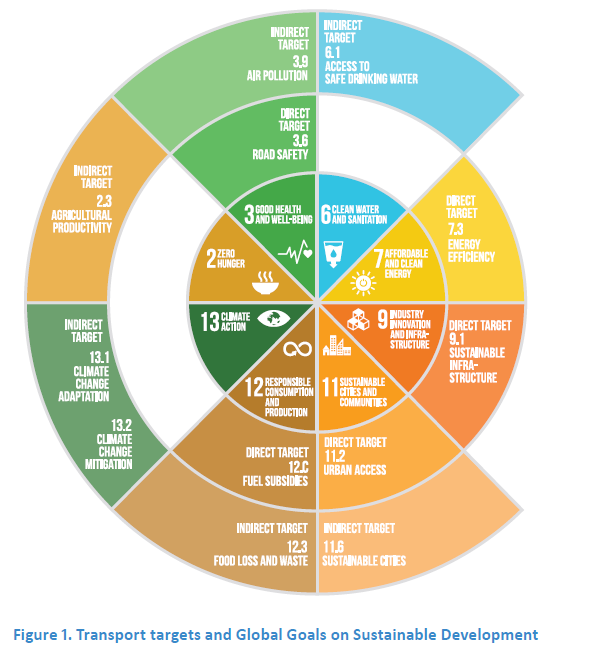 INDIRECT
TARGET
3.9
AIR POLLUTION
INDIRECT
TARGET
6.1
ACCESS TO
SAFE DRINKING WATER
DIRECT
TARGET
3.6
ROAD SAFETY
INDIRECT
TARGET
2.3
AGRICULTURAL
PRODUCTIVITY
DIRECT
TARGET
7.3
ENERGY
EFFICIENCY
3 GOOD HEALTH
AND WELL-BEING
6 CLEAN WATER
AND SANITATION
2 ZERO
HUNGER
7 AFFORDABLE
AND CLEAN
ENERGY
13 CLIMATE
ACTION
9 INDUSTRY
INNOVATION
AND INFRA-
STRUCTURE
INDIRECT
TARGET
13.1
CLIMATE
CHANGE
ADAPTATION
13.2
CLIMATE
CHANGE
MITIGATION
DIRECT TARGET
9.1
SUSTAINABLE
INFRA-
STRUCTURE
12 RESPONSIBLE
CONSUMPTION
AND
PRODUCTION
11 SUSTAINABLE
CITIES AND
COMMUNITIES
DIRECT TARGET
12.C
FUEL SUBSIDIES
DIRECT TARGET
11.2
URBAN ACCESS
INDIRECT TARGET
12.3
FOOD LOSS AND WASTE
INDIRECT TARGET
11.6
SUSTAINABLE CITIES
Figure 1. Transport targets and Global Goals on Sustainable Development